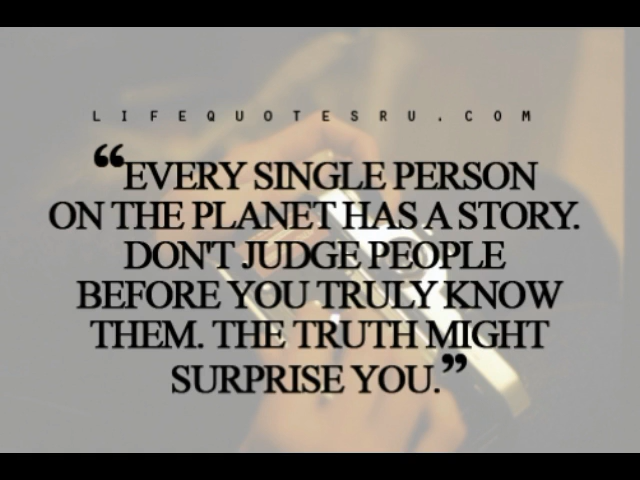 LIFEQUOTESRU.COM
“EVERY SINGLE PERSON
ON THE PLANET HAS A STORY.
DON'T JUDGE PEOPLE
BEFORE YOU TRULY KNOW
THEM. THE TRUTH MIGHT
SURPRISE YOU.”